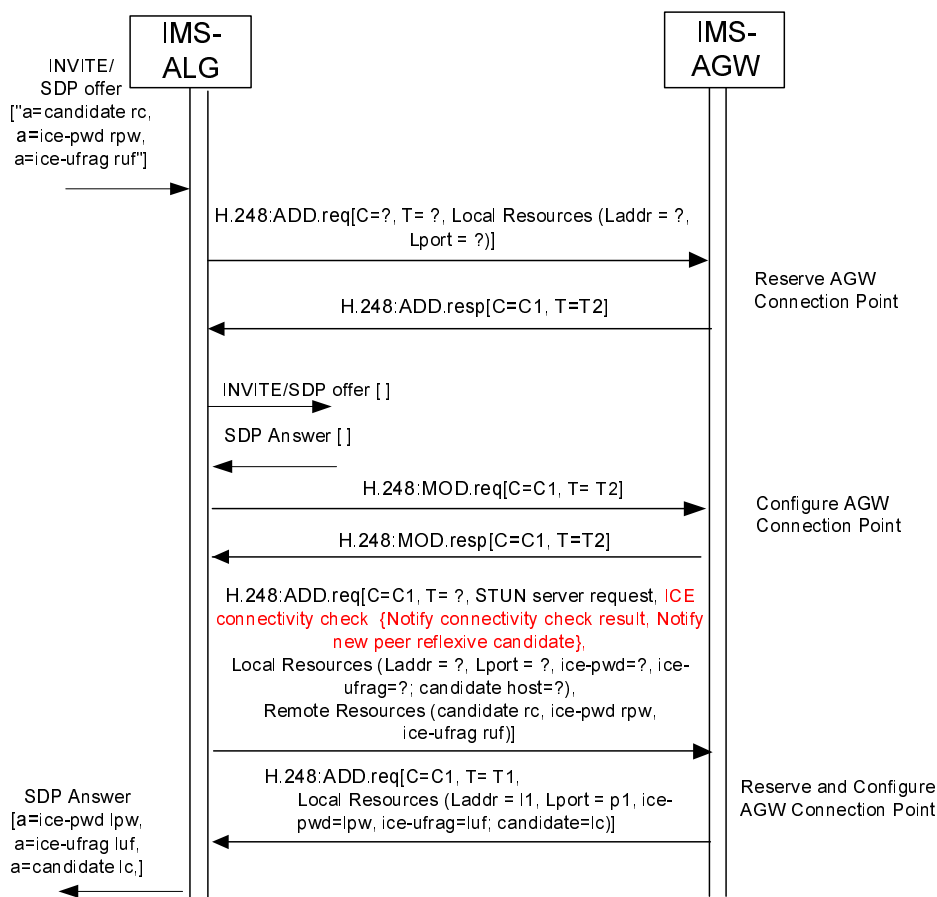 IMS-
ALG
IMS-
AGW
INVITE/
SDP offer
["a=candidate rc,
a=ice-pwd rpw,
a=ice-ufrag ruf"]
H.248:ADD.req[C=?, T= ?, Local Resources (Laddr = ?,
Lport = ?)]
Reserve AGW
Connection Point
H.248:ADD.resp[C=C1, T=T2]
INVITE/SDP offer [ ]
SDP Answer [ ]
H.248:MOD.req[C=C1, T= T2]
Configure AGW
Connection Point
H.248:MOD.resp[C=C1, T=T2]
H.248:ADD.req[C=C1, T= ?, STUN server request, ICE
connectivity check {Notify connectivity check result, Notify
new peer reflexive candidate},
Local Resources (Laddr = ?, Lport = ?, ice-pwd=?, ice-
ufrag=?; candidate host=?),
Remote Resources (candidate rc, ice-pwd rpw,
ice-ufrag ruf)]
H.248:ADD.req[C=C1, T= T1,
Local Resources (Laddr = l1, Lport = p1, ice-
pwd=lpw, ice-ufrag=luf; candidate=lc)]
Reserve and Configure
AGW Connection Point
SDP Answer
[a=ice-pwd lpw,
a=ice-ufrag luf,
a=candidate lc,]